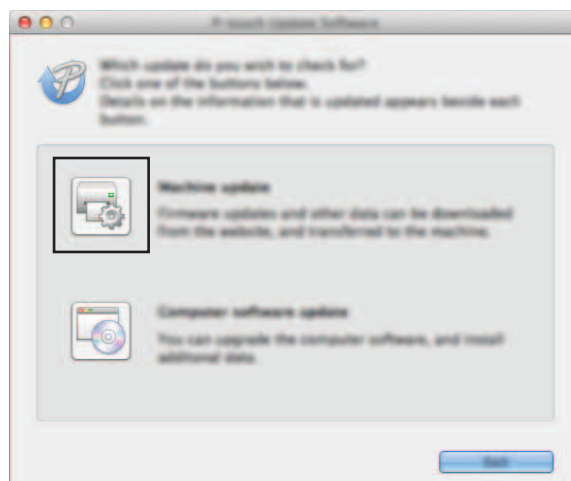 P-touch Update Software
Which update do you wish to check for?
Click one of the buttons below.
Details on the information that is updated appears beside each
button.
Machine update
Firmware updates and other data can be downloaded
from the website, and transferred to the machine.
Computer software update
You can upgrade the computer software, and install
additional data.
Exit